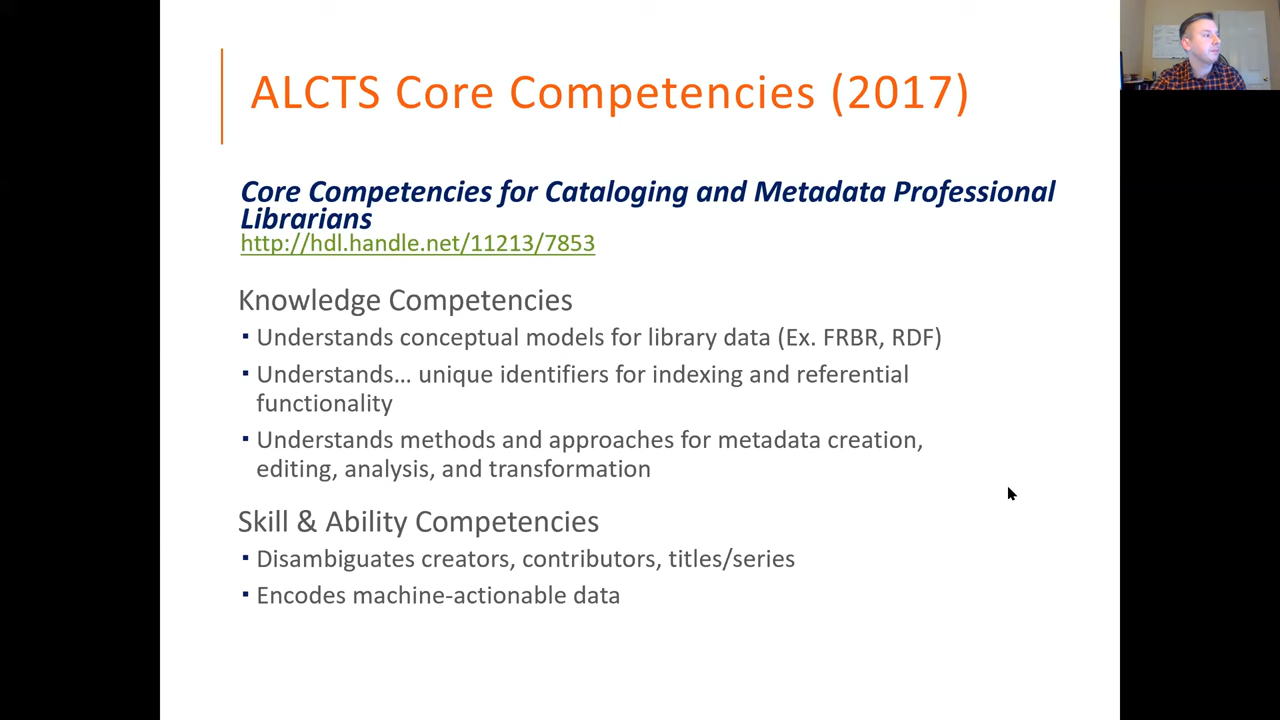 ALCTS Core Competencies (2017)
Core Competencies for Cataloging and Metadata Professional
Librarians
http://hdl.handle.net/11213/7853
Knowledge Competencies
▪ Understands conceptual models for library data (Ex. FRBR, RDF)
▪ Understands… unique identifiers for indexing and referential
functionality
▪ Understands methods and approaches for metadata creation,
editing, analysis, and transformation
Skill & Ability Competencies
▪ Disambiguates creators, contributors, titles/series
▪ Encodes machine-actionable data